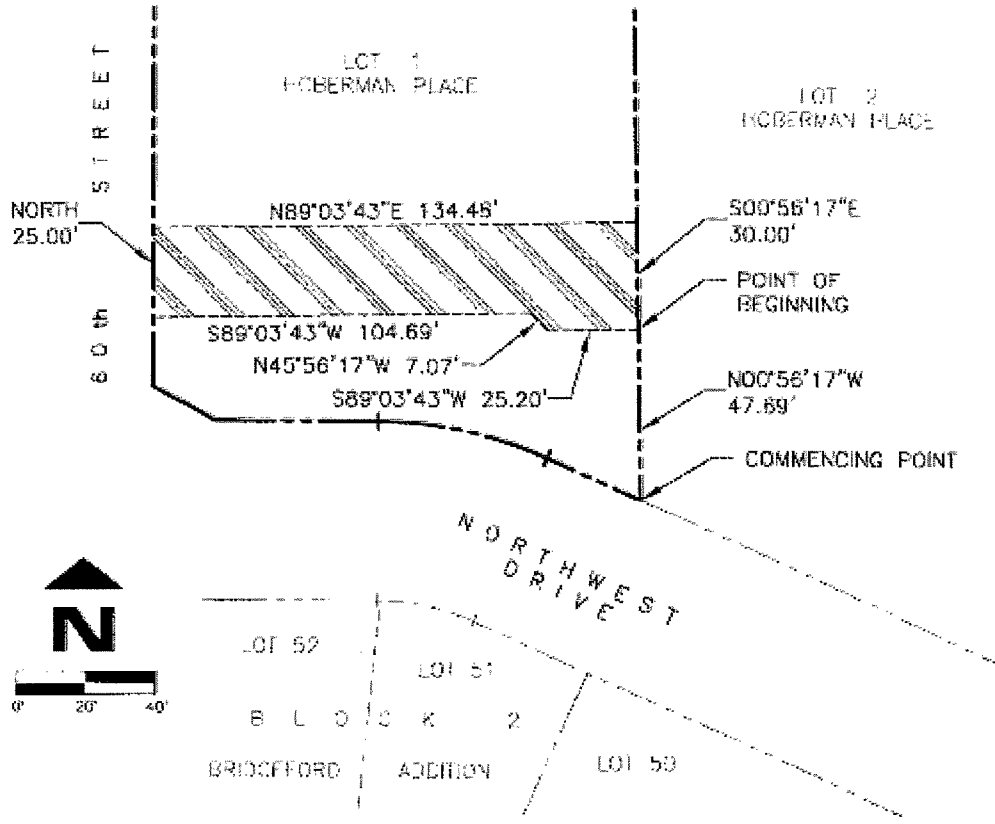 LOT 1
HOBERMAN PLACE
LOT 2
HOBERMAN PLACE
60th STREET
NORTH
25.00'
N89°03'43"E 134.46'
S00°56'17"E
30.00'
POINT OF
BEGINNING
S89°03'43"W 104.69'
N45°56'17"W 7.07'
S89°03'43"W 25.20'
N00°56'17"W
47.69'
COMMENCING POINT
NORTHWEST
DRIVE
N
0' 20' 40'
LOT 52
LOT 51
BLOCK 2
BRIDGEFORD ADDITION
LOT 50